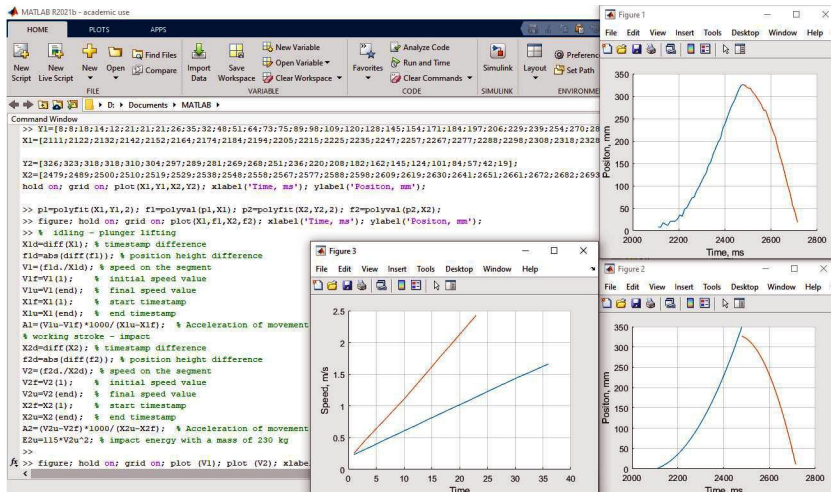 MATLAB R2021b - academic use
HOME PLOTS APPS
New Script
New Live Script
New
Open
Find Files
Compare
Import Data
Save Workspace
New Variable
Open Variable
Clear Workspace
Favorites
Analyze Code
Run and Time
Clear Commands
Simulink
Layout
Preferenc
Set Path
FILE VARIABLE CODE SIMULINK ENVIRONME
D: Documents MATLAB
Command Window
>> Y1=[8;8;18;14;12;21;21;21;26;35;32;48;51;64;73;75;89;98;109;120;128;145;154;171;184;197;206;229;239;254;270;28
X1=[2111;2122;2132;2142;2152;2164;2174;2184;2194;2205;2215;2225;2235;2247;2257;2267;2277;2288;2298;2308;2318;2328
Y2=[326;323;318;318;310;304;297;289;281;269;268;251;236;220;208;182;162;145;124;101;84;57;42;19];
X2=[2479;2489;2500;2510;2519;2529;2538;2548;2558;2567;2577;2588;2598;2609;2619;2630;2641;2651;2661;2672;2682;2693
hold on; grid on; plot(X1,Y1,X2,Y2); xlabel('Time, ms'); ylabel('Positon, mm');
>> p1=polyfit(X1,Y1,2); f1=polyval(p1,X1); p2=polyfit(X2,Y2,2); f2=polyval(p2,X2);
>> figure; hold on; grid on; plot(X1,f1,X2,f2); xlabel('Time, ms'); ylabel('Positon, mm');
>> % idling - plunger lifting
X1d=diff(X1); % timestamp difference
f1d=abs(diff(f1)); % position height difference
V1=(f1d./X1d); % speed on the segment
V1f=V1(1); % initial speed value
V1u=V1(end); % final speed value
X1f=X1(1); % start timestamp
X1u=X1(end); % end timestamp
A1=(V1u-V1f)*1000/(X1u-X1f); % Acceleration of movement
% working stroke - impact
X2d=diff(X2); % timestamp difference
f2d=abs(diff(f2)); % position height difference
V2=(f2d./X2d); % speed on the segment
V2f=V2(1); % initial speed value
V2u=V2(end); % final speed value
X2f=X2(1); % start timestamp
X2u=X2(end); % end timestamp
A2=(V2u-V2f)*1000/(X2u-X2f); % Acceleration of movement
E2u=115*V2u^2; % impact energy with a mass of 230 kg
>>
fx >> figure; hold on; grid on; plot (V1); plot (V2); xlabe
Figure 1
File Edit View Insert Tools Desktop Window Help
350
300
250
200
150
100
50
0
Positon, mm
2000 2200 2400 2600 2800
Time, ms
Figure 3
File Edit View Insert Tools Desktop Window Help
2.5
2
1.5
1
0.5
0
Speed, m/s
0 5 10 15 20 25 30 35 40
Time
Figure 2
File Edit View Insert Tools Desktop Window Help
350
300
250
200
150
100
50
0
Positon, mm
2000 2200 2400 2600 2800
Time, ms